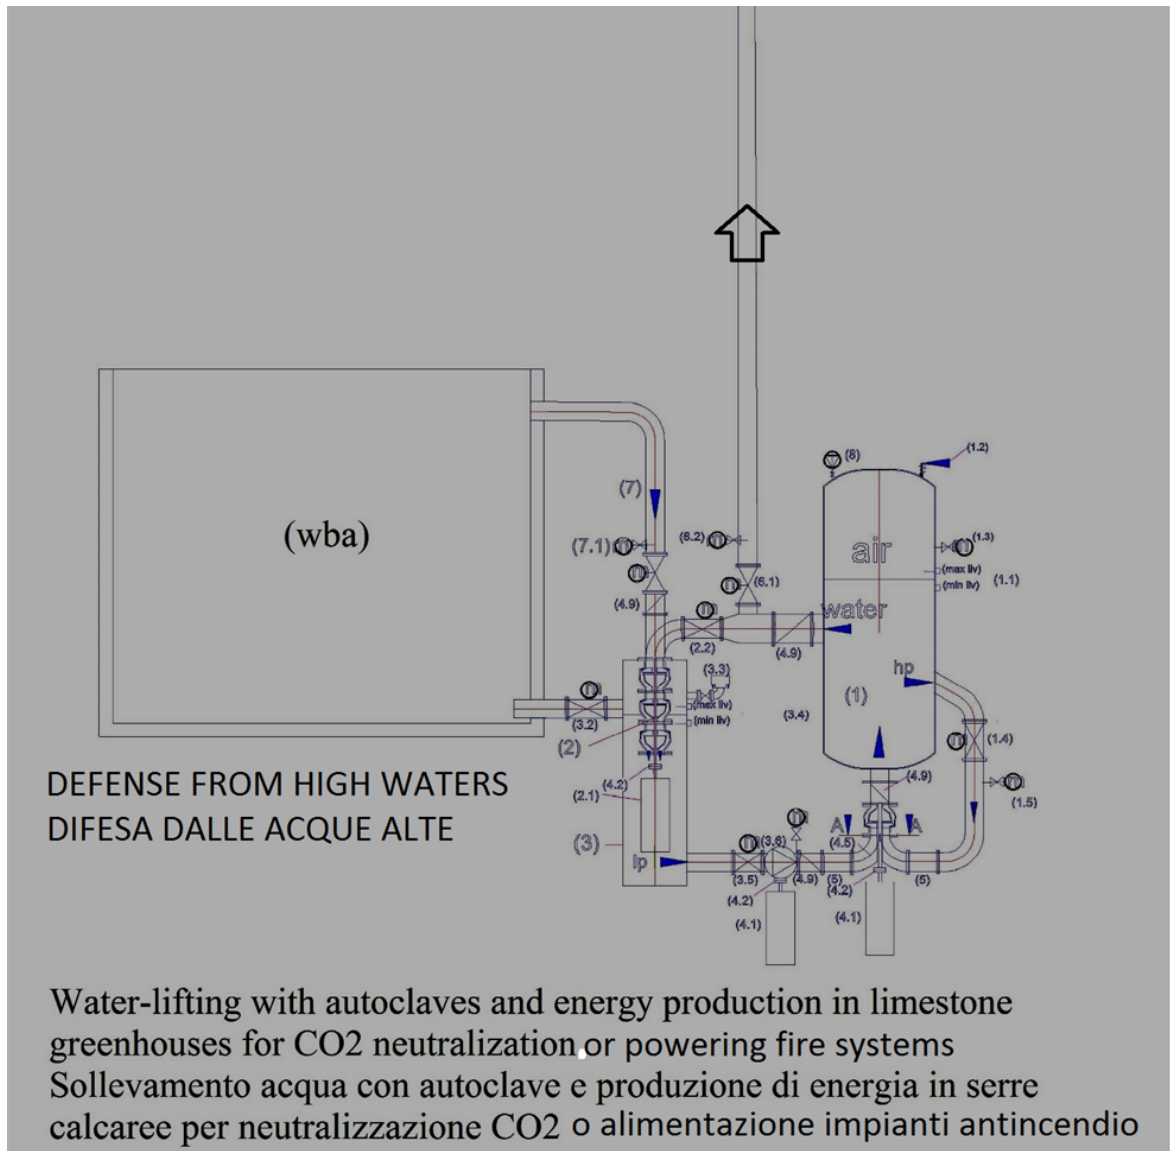 (8)
(1.2)
(7)
(7.1)
(6.2)
(1.3)
air
(max liv)
(min liv)
(1.1)
(6.1)
(wba)
(4.9)
water
(2.2)
(4.9)
(3.3)
hp
(1)
(max liv)
(min liv)
(3.4)
(3.2)
(2)
(1.4)
DEFENSE FROM HIGH WATERS
DIFESA DALLE ACQUE ALTE
(4.2)
(2.1)
(4.9)
(1.5)
A
A
(3)
(3.6)
(4.5)
lp
(3.5)
(4.9)
(5)
(5)
(4.2)
(4.2)
(4.1)
(4.1)
Water-lifting with autoclaves and energy production in limestone
greenhouses for CO2 neutralization,or powering fire systems
Sollevamento acqua con autoclave e produzione di energia in serre
calcaree per neutralizzazione CO2 o alimentazione impianti antincendio